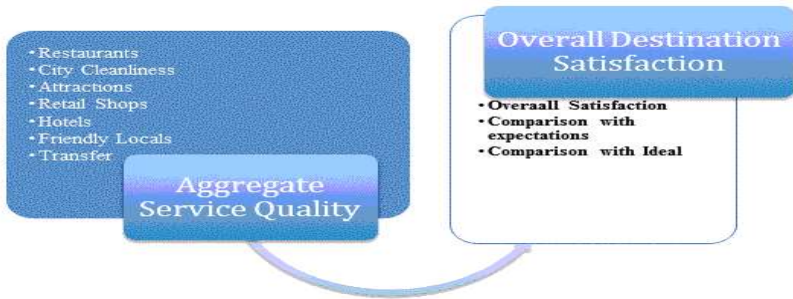 • Restaurants
• City Cleanliness
• Attractions
• Retail Shops
• Hotels
• Friendly Locals
• Transfer
Aggregate
Service Quality
Overall Destination
Satisfaction
• Overaall Satisfaction
• Comparison with
expectations
• Comparison with Ideal